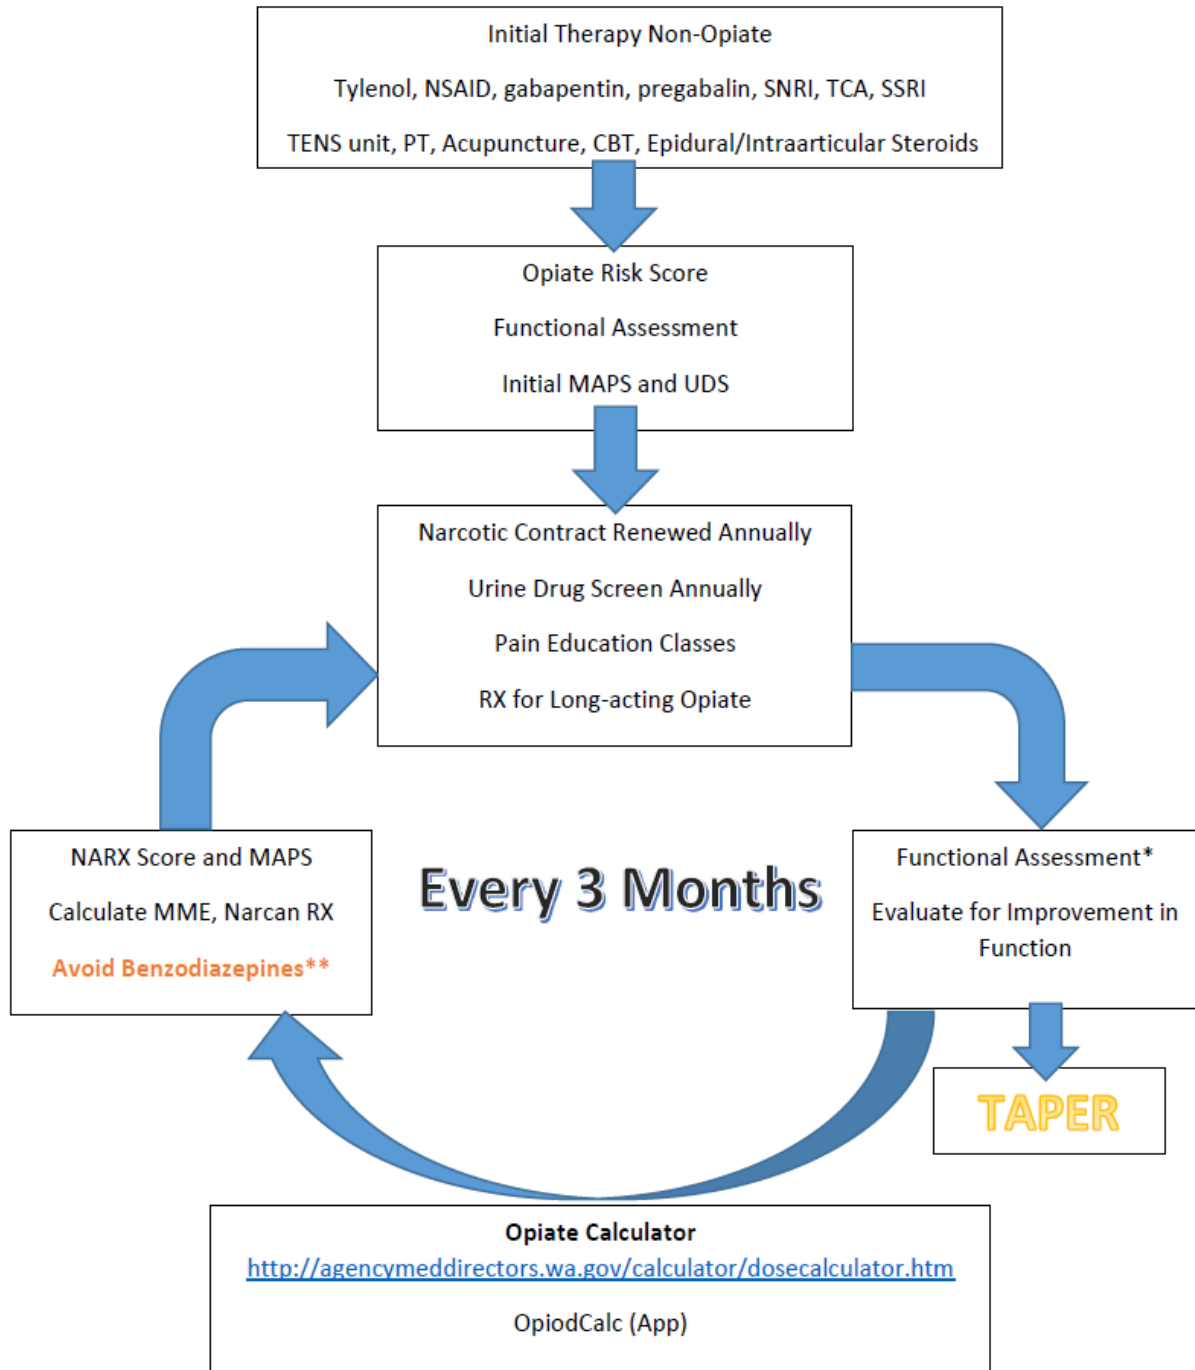 Initial Therapy Non-Opiate
Tylenol, NSAID, gabapentin, pregabalin, SNRI, TCA, SSRI
TENS unit, PT, Acupuncture, CBT, Epidural/Intraarticular Steroids
Opiate Risk Score
Functional Assessment
Initial MAPS and UDS
Narcotic Contract Renewed Annually
Urine Drug Screen Annually
Pain Education Classes
RX for Long-acting Opiate
NARX Score and MAPS
Calculate MME, Narcan RX
Avoid Benzodiazepines**
Every 3 Months
Functional Assessment*
Evaluate for Improvement in
Function
TAPER
Opiate Calculator
http://agencymeddirectors.wa.gov/calculator/dosecalculator.htm
OpiodCalc (App)